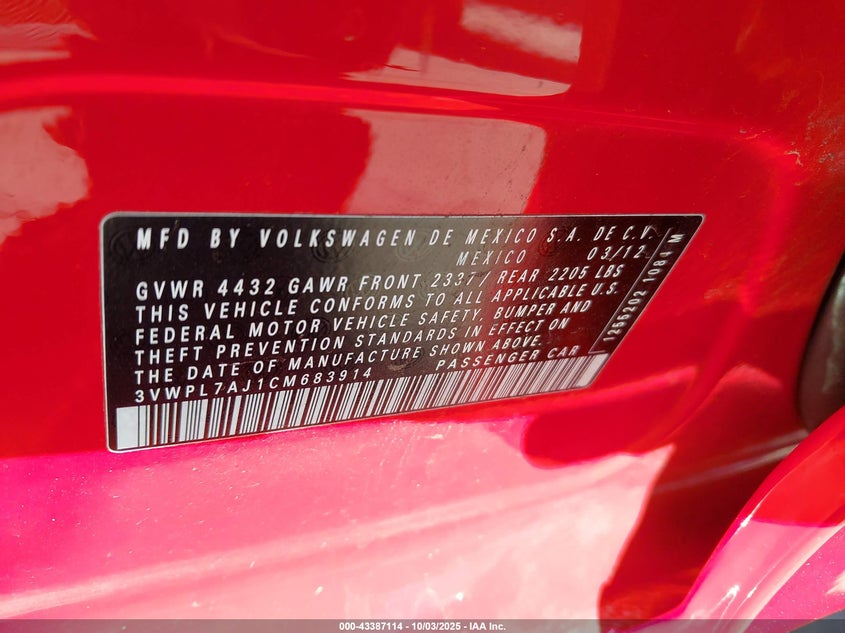 MFD BY VOLKSWAGEN DE MEXICO S.A. DE C.V.
MEXICO 03/12
GVWR 4432 GAWR FRONT 2337 REAR 2205 LBS
THIS VEHICLE CONFORMS TO ALL APPLICABLE U.S.
FEDERAL MOTOR VEHICLE SAFETY, BUMPER AND
THEFT PREVENTION STANDARDS IN EFFECT ON
THE DATE OF MANUFACTURE SHOWN ABOVE.
3VWPL7AJ1CM683914 PASSENGER CAR
1266202 1084 M
000-43387114 - 10/03/2025 - IAA Inc.